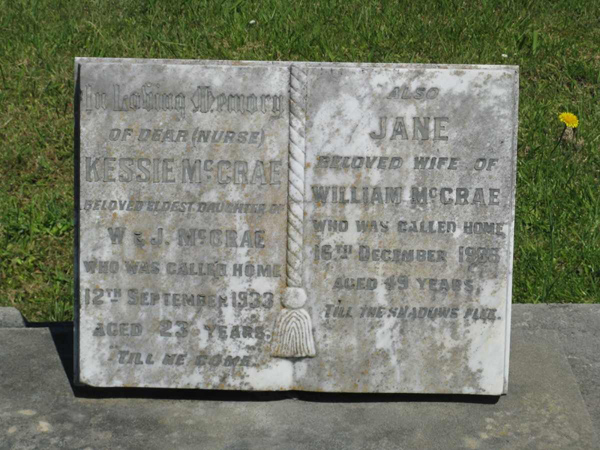 In Loving Memory
OF DEAR (NURSE)
KESSIE McCRAE
BELOVED ELDEST DAUGHTER OF
W & J. McCRAE
WHO WAS CALLED HOME
12TH SEPTEMBER 1933
AGED 23 YEARS.
"TILL HE COME."
ALSO
JANE
BELOVED WIFE OF
WILLIAM McCRAE
WHO WAS CALLED HOME
16TH DECEMBER
AGED 49 YEARS.
TILL THE SHADOWS FLEE.